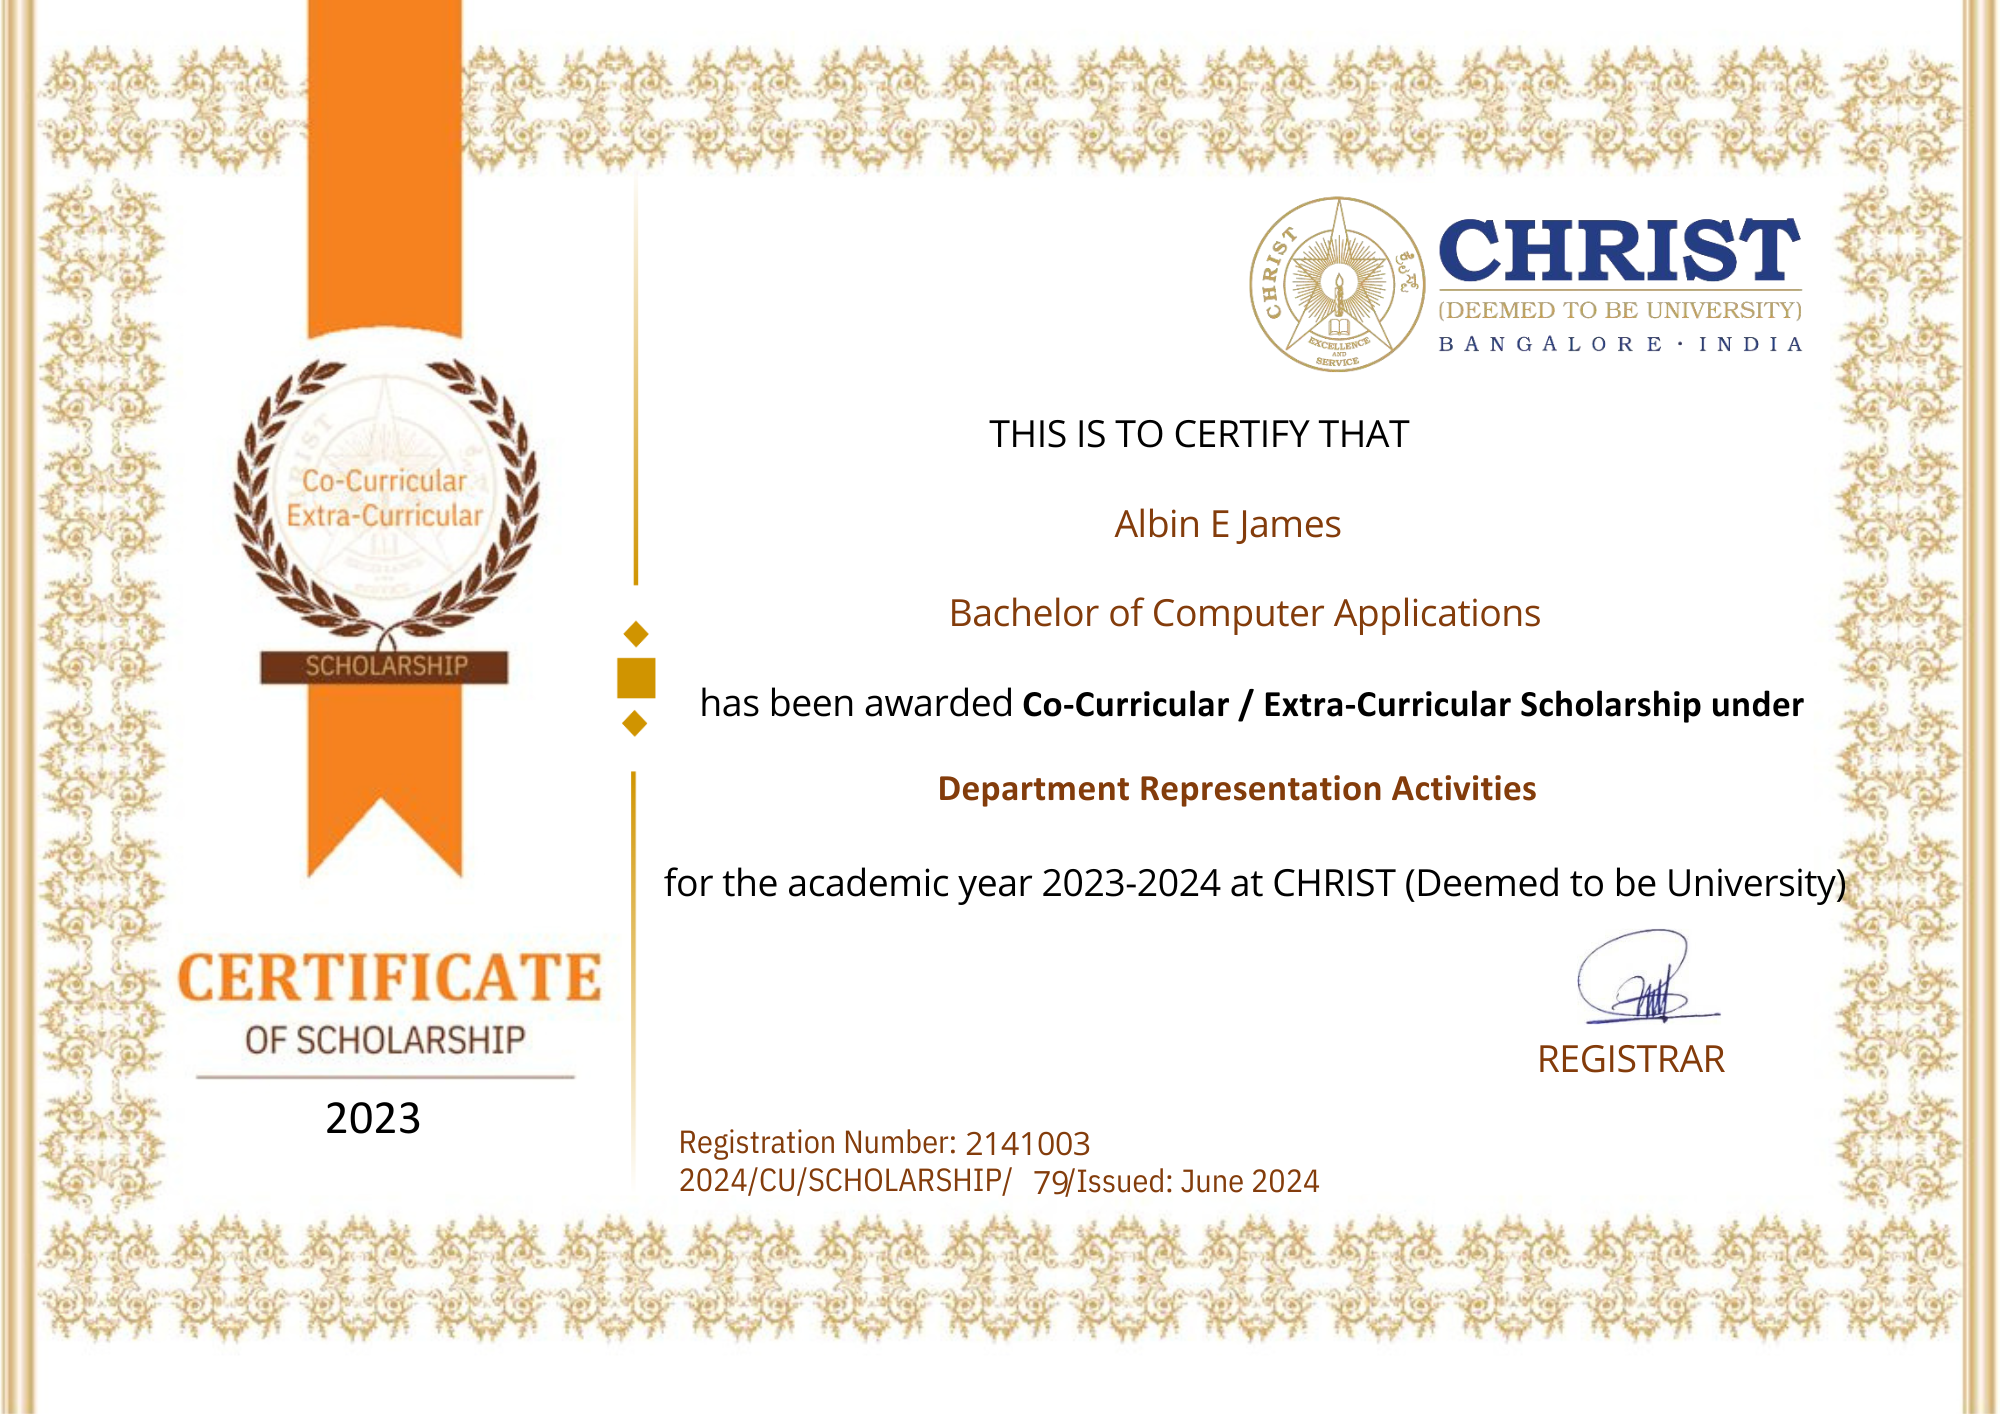 CHRIST
ಕ್ರೈಸ್ಟ್
EXCELLENCE
AND
SERVICE
CHRIST
(DEEMED TO BE UNIVERSITY)
BANGALORE · INDIA
Co-Curricular
Extra-Curricular
SCHOLARSHIP
CERTIFICATE
OF SCHOLARSHIP
2023
THIS IS TO CERTIFY THAT
Albin E James
Bachelor of Computer Applications
has been awarded Co-Curricular / Extra-Curricular Scholarship under
Department Representation Activities
for the academic year 2023-2024 at CHRIST (Deemed to be University)
REGISTRAR
Registration Number: 2141003
2024/CU/SCHOLARSHIP/ 79/Issued: June 2024